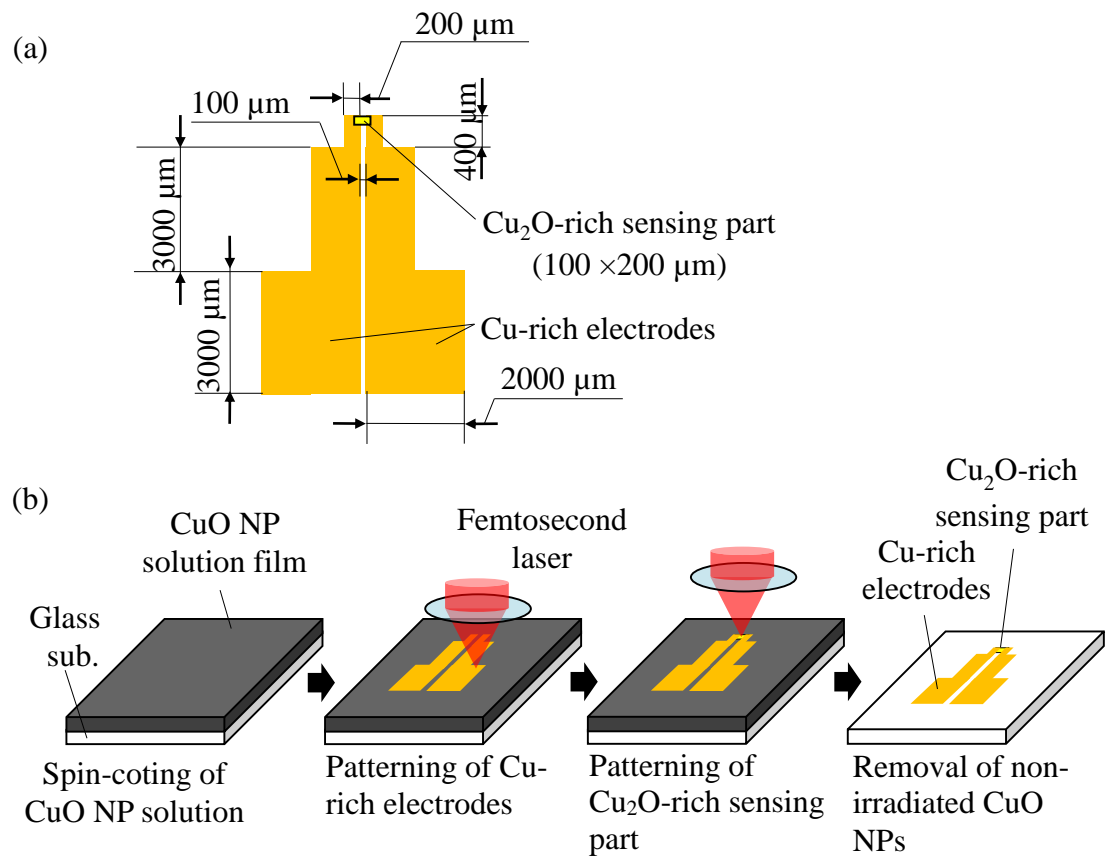 (a)
200 µm
100 µm
400 µm
3000 µm
Cu₂O-rich sensing part
(100 ×200 µm)
3000 µm
Cu-rich electrodes
2000 µm
(b)
CuO NP
solution film
Glass
sub.
Femtosecond
laser
Cu₂O-rich
sensing part
Cu-rich
electrodes
Spin-coting of
CuO NP solution
Patterning of Cu-
rich electrodes
Patterning of
Cu₂O-rich sensing
part
Removal of non-
irradiated CuO
NPs